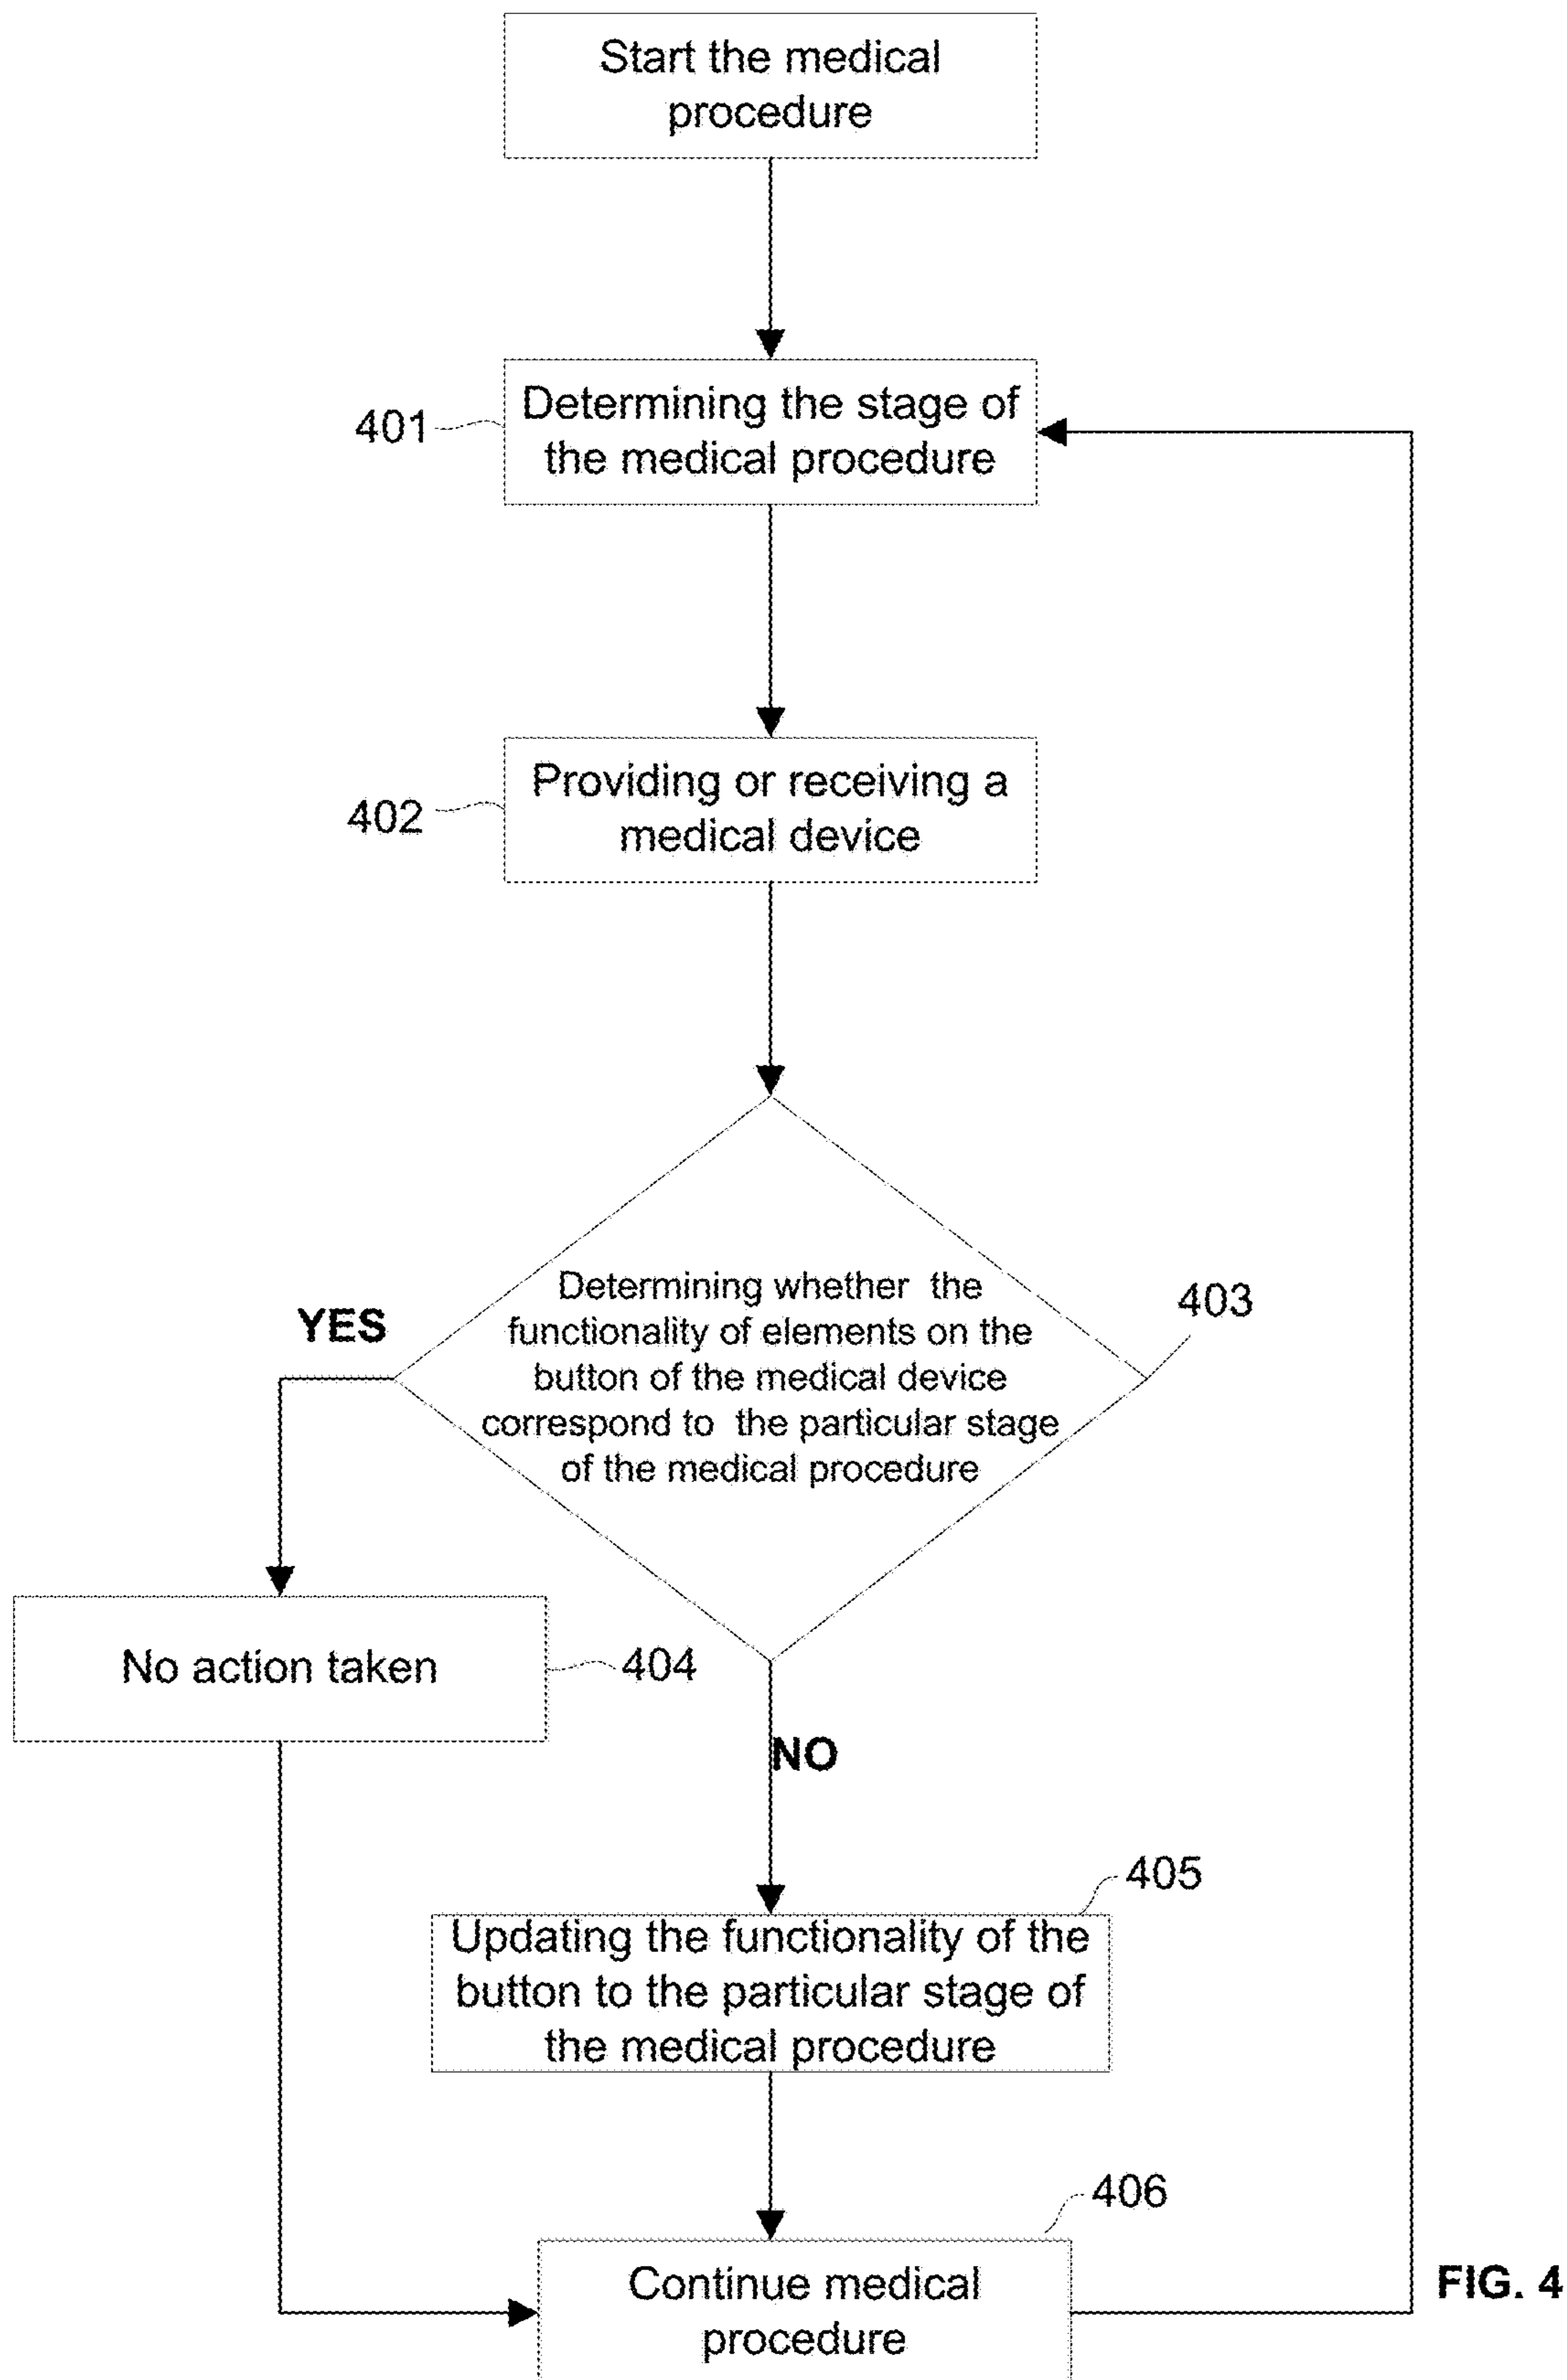 Start the medical
procedure
401
Determining the stage of
the medical procedure
402
Providing or receiving a
medical device
Determining whether the
functionality of elements on the
button of the medical device
correspond to the particular stage
of the medical procedure
403
YES
No action taken
404
NO
405
Updating the functionality of the
button to the particular stage of
the medical procedure
406
Continue medical
procedure
FIG. 4